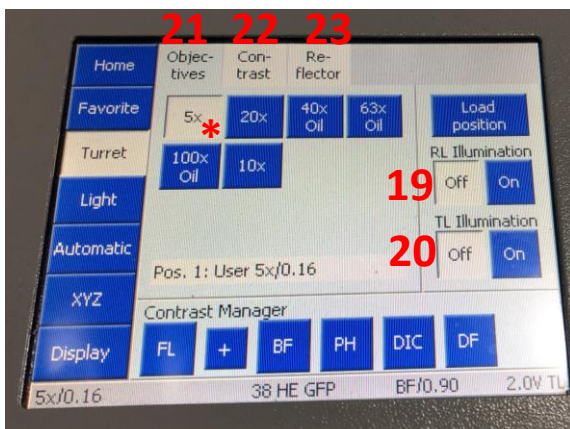 21 22 23
Home
Objec-
tives
Con-
trast
Re-
flector
Favorite
5x
*
20x
40x
Oil
63x
Oil
Load
position
Turret
100x
Oil
10x
RL Illumination
19
Off
On
Light
TL Illumination
20
Off
On
Automatic
Pos. 1: User 5x/0.16
XYZ
Contrast Manager
Display
FL
+
BF
PH
DIC
DF
5x/0.16 38 HE GFP BF/0.90 2.0V TL